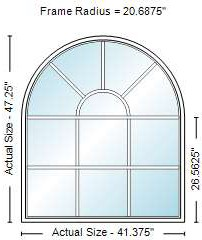 Frame Radius = 20.6875"
Actual Size - 47.25"
26.5625"
Actual Size - 41.375"